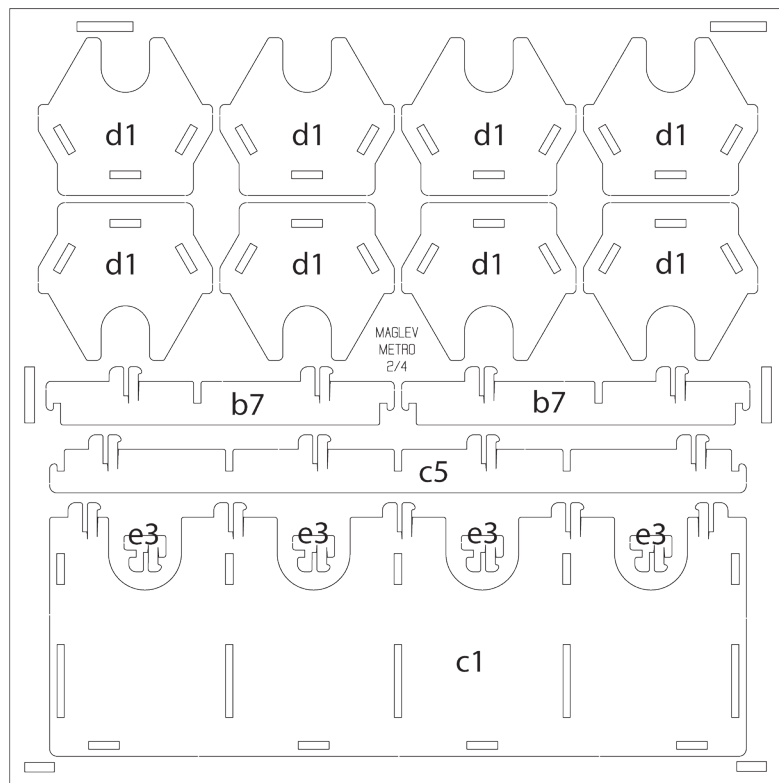 d1 d1 d1 d1
d1 d1 d1 d1
MAGLEV
METRO
2/4
b7 b7
c5
e3 e3 e3 e3
c1